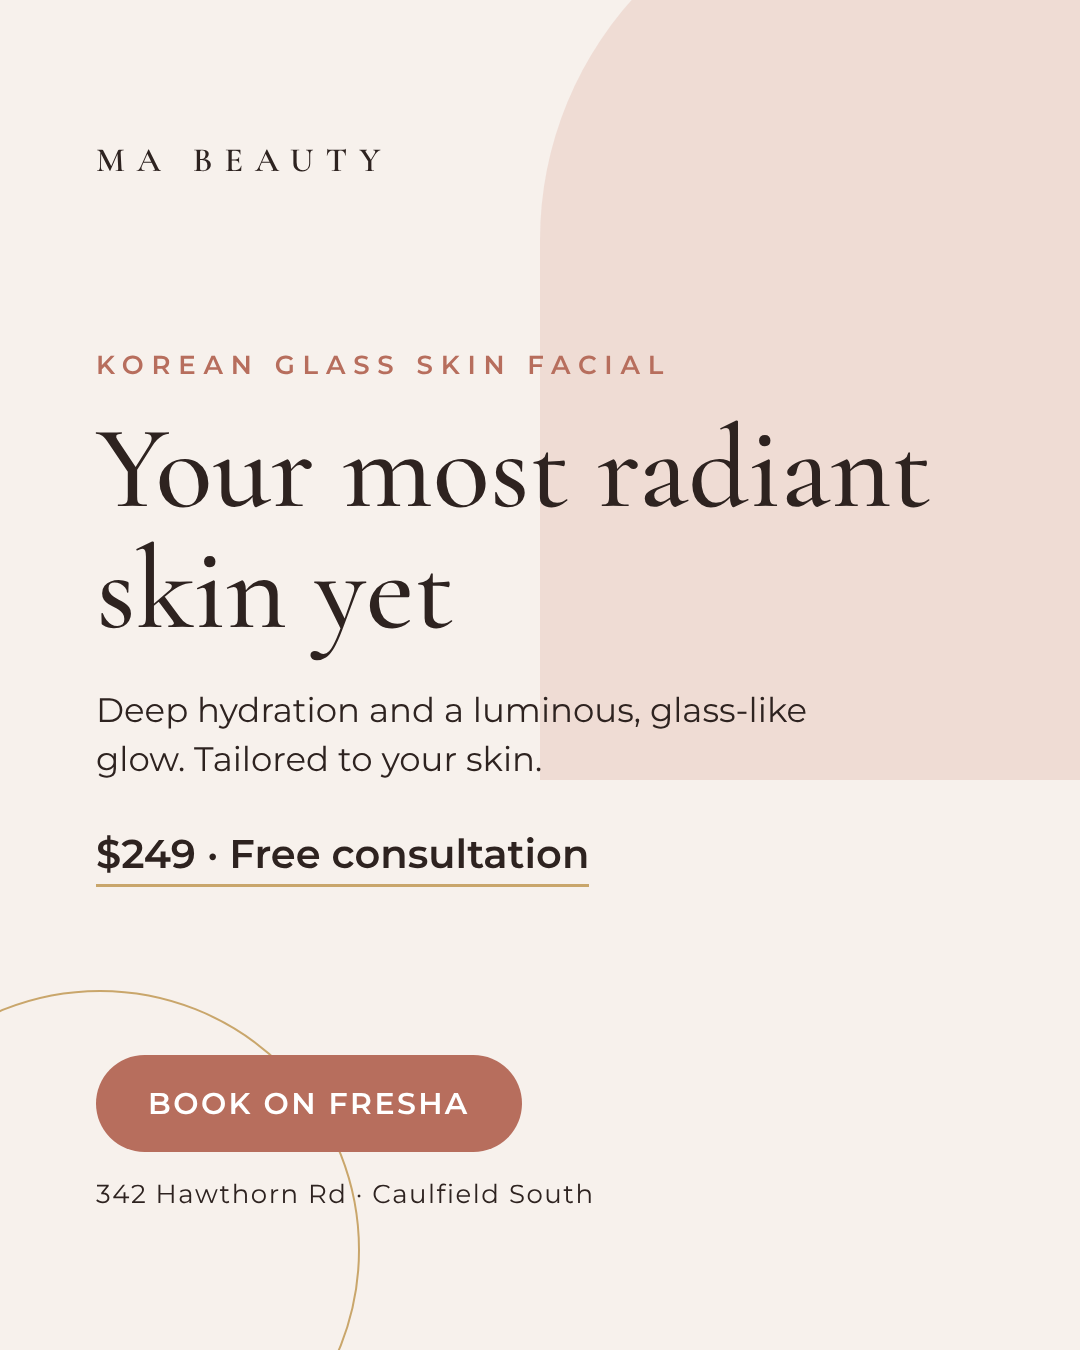 MA BEAUTY
KOREAN GLASS SKIN FACIAL
Your most radiant
skin yet
Deep hydration and a luminous, glass-like
glow. Tailored to your skin.
$249 · Free consultation
BOOK ON FRESHA
342 Hawthorn Rd · Caulfield South